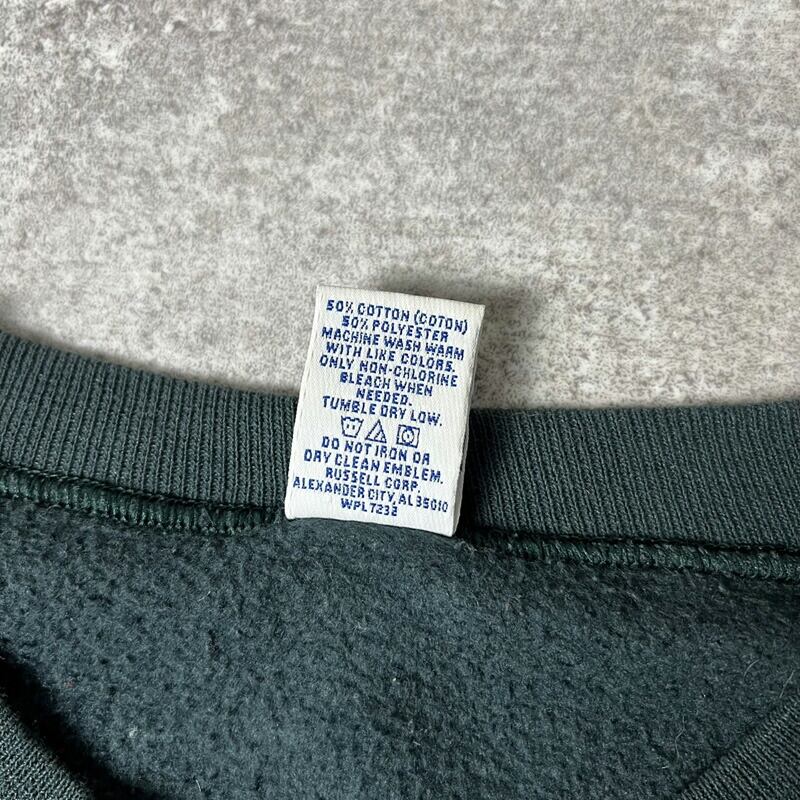 50% COTTON (COTON)
50% POLYESTER
MACHINE WASH WARM
WITH LIKE COLORS.
ONLY NON-CHLORINE
BLEACH WHEN
NEEDED.
TUMBLE DRY LOW.
DO NOT IRON OR
DRY CLEAN EMBLEM.
RUSSELL CORP.
ALEXANDER CITY, AL 35010
WPL 7232